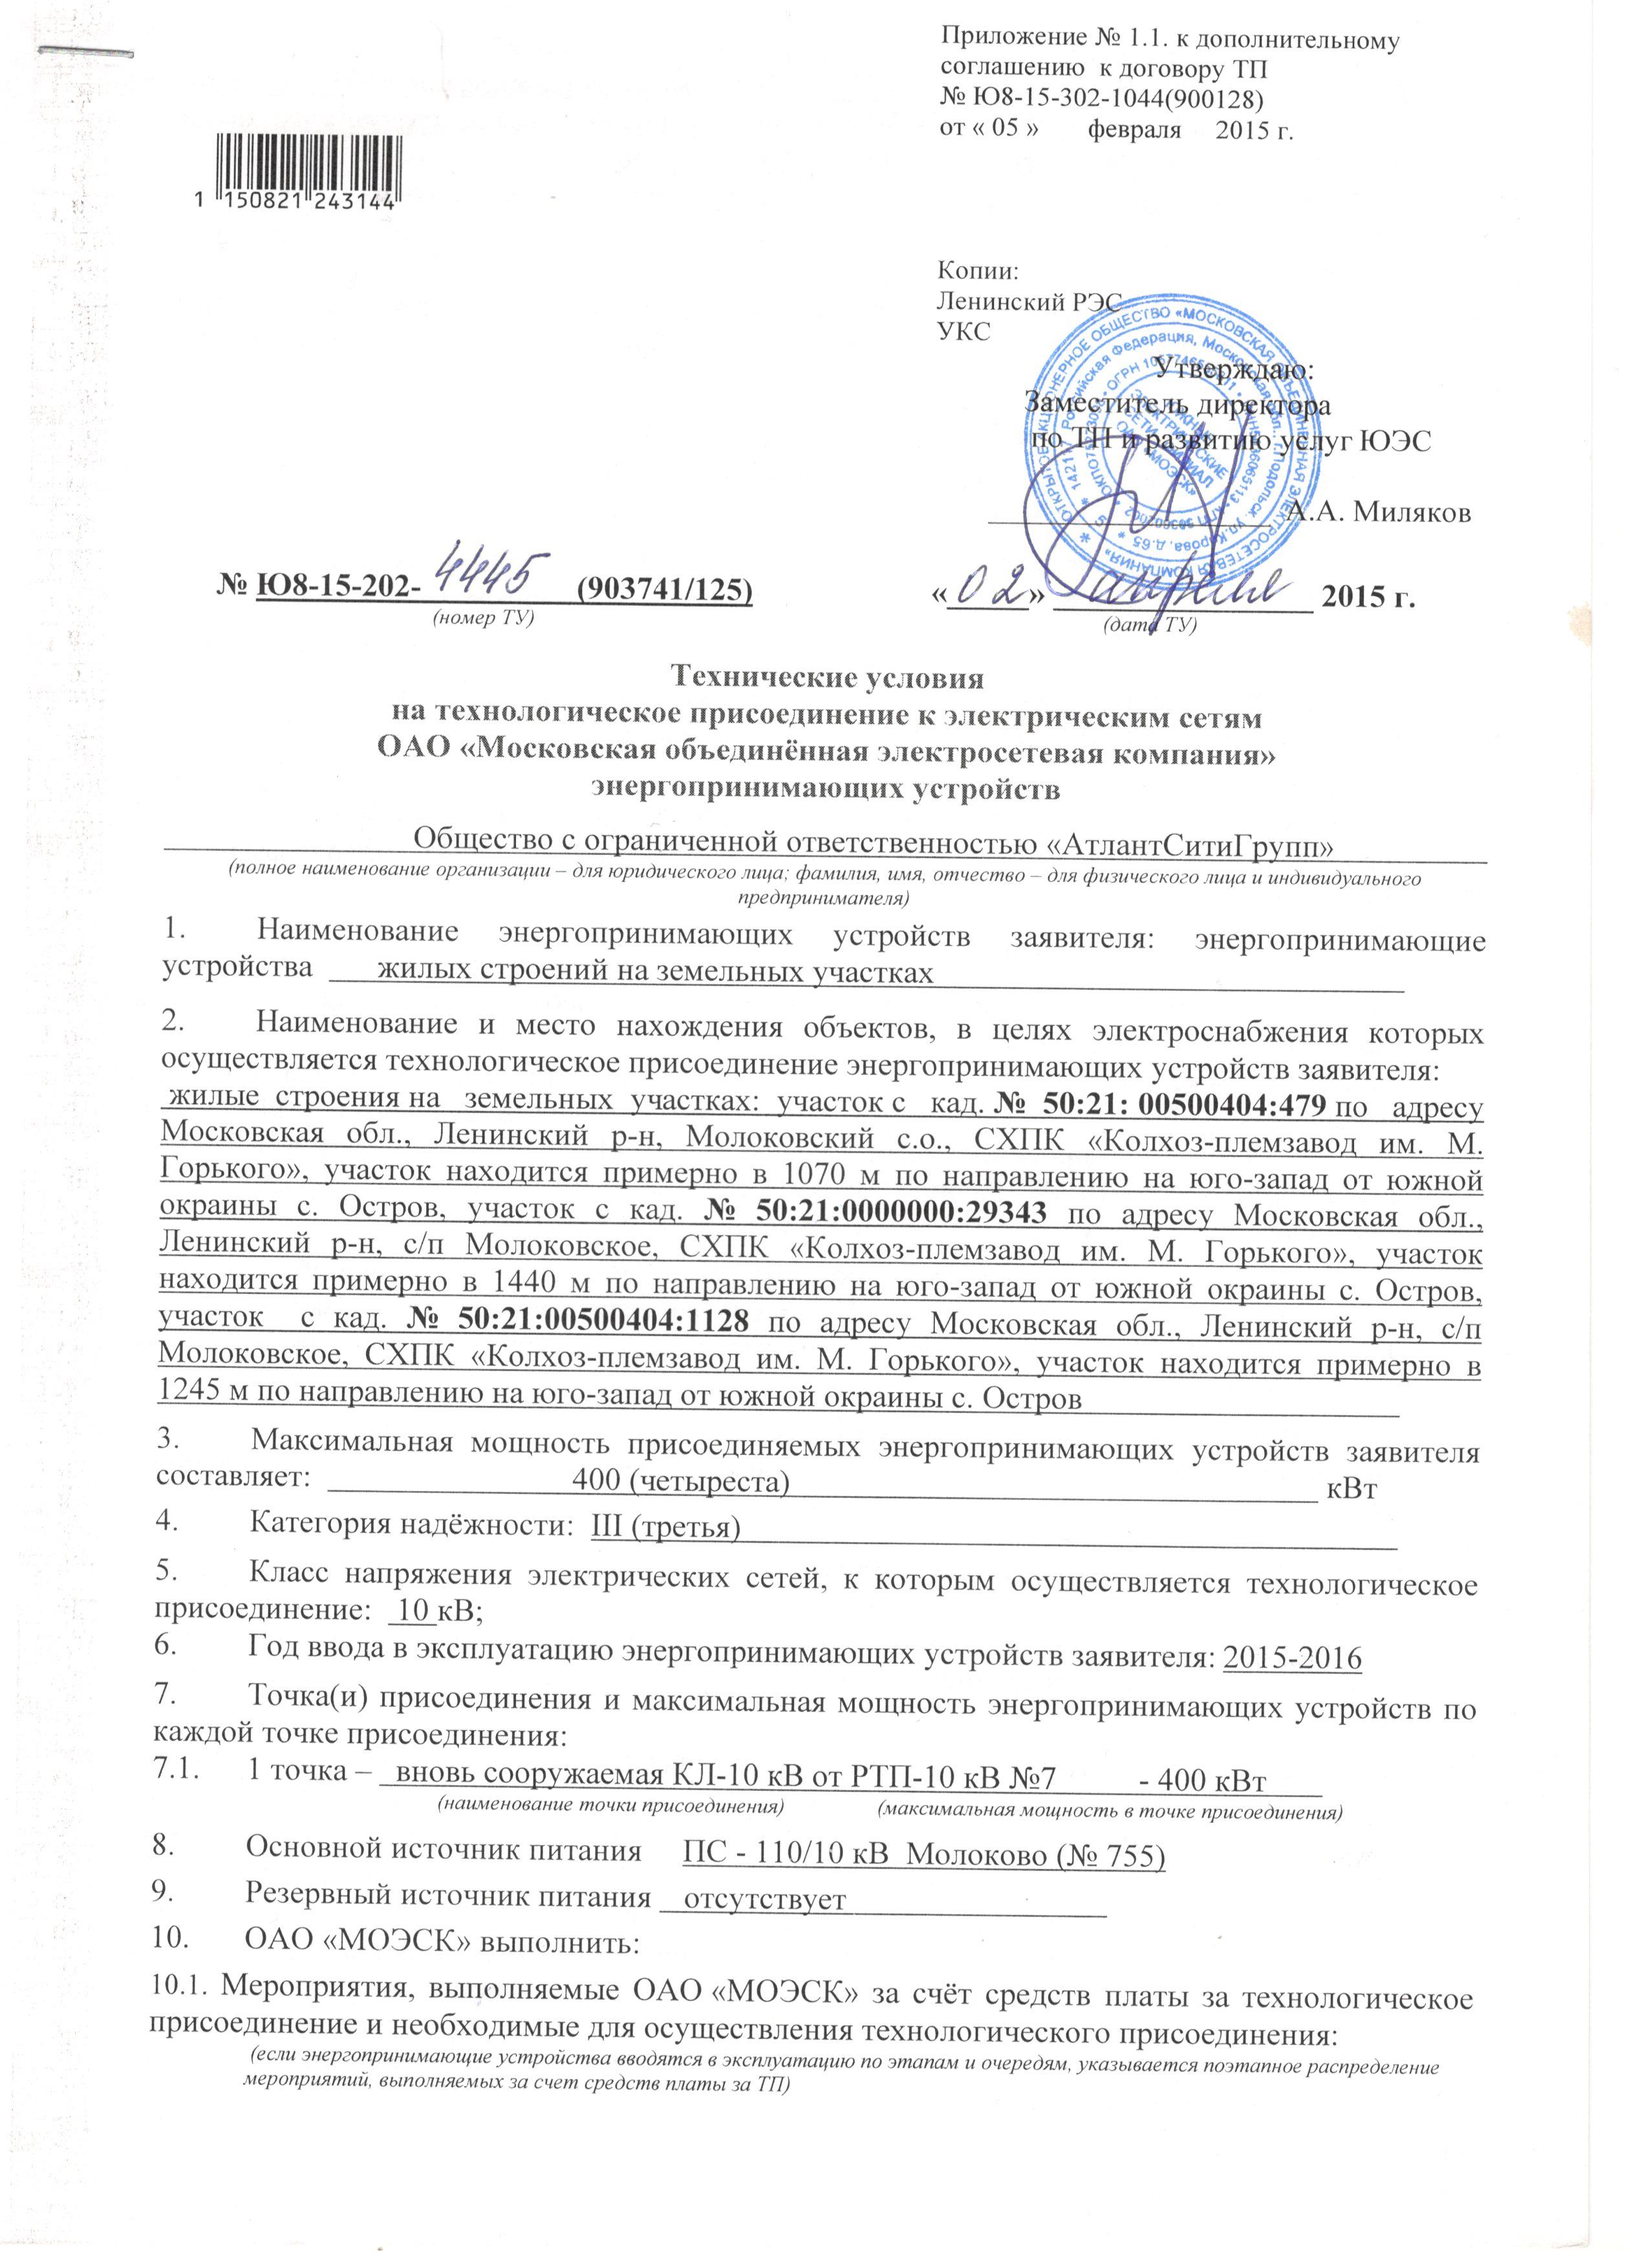 Приложение № 1.1. к дополнительному
соглашению к договору ТП
№ Ю8-15-302-1044(900128)
от « 05 » февраля 2015 г.
1 150821 243144
Копии:
Ленинский РЭС
УКС
Утверждаю:
Заместитель директора
по ТП и развитию услуг ЮЭС
А.А. Миляков
ОТКРЫТОЕ АКЦИОНЕРНОЕ ОБЩЕСТВО «МОСКОВСКАЯ ОБЪЕДИНЕННАЯ ЭЛЕКТРОСЕТЕВАЯ КОМПАНИЯ»
№ Ю8-15-202- 4445 (903741/125)
« 02 » апреля 2015 г.
(номер ТУ)
(дата ТУ)
Технические условия
на технологическое присоединение к электрическим сетям
ОАО «Московская объединённая электросетевая компания»
энергопринимающих устройств
Общество с ограниченной ответственностью «АтлантСитиГрупп»
(полное наименование организации – для юридического лица; фамилия, имя, отчество – для физического лица и индивидуального
предпринимателя)
1. Наименование энергопринимающих устройств заявителя: энергопринимающие
устройства жилых строений на земельных участках
2. Наименование и место нахождения объектов, в целях электроснабжения которых
осуществляется технологическое присоединение энергопринимающих устройств заявителя:
жилые строения на земельных участках: участок с кад. № 50:21: 00500404:479 по адресу
Московская обл., Ленинский р-н, Молоковский с.о., СХПК «Колхоз-племзавод им. М.
Горького», участок находится примерно в 1070 м по направлению на юго-запад от южной
окраины с. Остров, участок с кад. № 50:21:0000000:29343 по адресу Московская обл.,
Ленинский р-н, с/п Молоковское, СХПК «Колхоз-племзавод им. М. Горького», участок
находится примерно в 1440 м по направлению на юго-запад от южной окраины с. Остров,
участок с кад. № 50:21:00500404:1128 по адресу Московская обл., Ленинский р-н, с/п
Молоковское, СХПК «Колхоз-племзавод им. М. Горького», участок находится примерно в
1245 м по направлению на юго-запад от южной окраины с. Остров
3. Максимальная мощность присоединяемых энергопринимающих устройств заявителя
составляет: 400 (четыреста) кВт
4. Категория надёжности: III (третья)
5. Класс напряжения электрических сетей, к которым осуществляется технологическое
присоединение: 10 кВ;
6. Год ввода в эксплуатацию энергопринимающих устройств заявителя: 2015-2016
7. Точка(и) присоединения и максимальная мощность энергопринимающих устройств по
каждой точке присоединения:
7.1. 1 точка – вновь сооружаемая КЛ-10 кВ от РТП-10 кВ №7 - 400 кВт
(наименование точки присоединения) (максимальная мощность в точке присоединения)
8. Основной источник питания ПС - 110/10 кВ Молоково (№ 755)
9. Резервный источник питания отсутствует
10. ОАО «МОЭСК» выполнить:
10.1. Мероприятия, выполняемые ОАО «МОЭСК» за счёт средств платы за технологическое
присоединение и необходимые для осуществления технологического присоединения:
(если энергопринимающие устройства вводятся в эксплуатацию по этапам и очередям, указывается поэтапное распределение
мероприятий, выполняемых за счет средств платы за ТП)